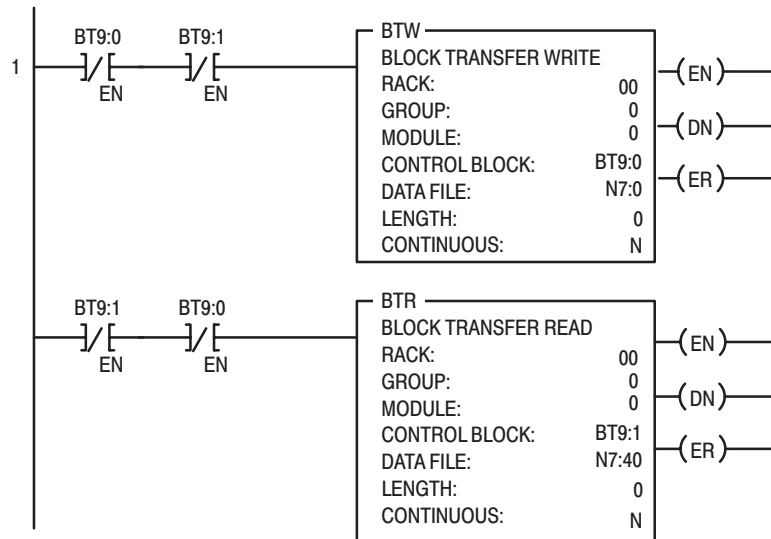 BT9:0 BT9:1 BTW
1 EN EN BLOCK TRANSFER WRITE
RACK: 00 EN
GROUP: 0
MODULE: 0 DN
CONTROL BLOCK: BT9:0
DATA FILE: N7:0 ER
LENGTH: 0
CONTINUOUS: N
BT9:1 BT9:0 BTR
EN EN BLOCK TRANSFER READ
RACK: 00 EN
GROUP: 0
MODULE: 0 DN
CONTROL BLOCK: BT9:1
DATA FILE: N7:40 ER
LENGTH: 0
CONTINUOUS: N